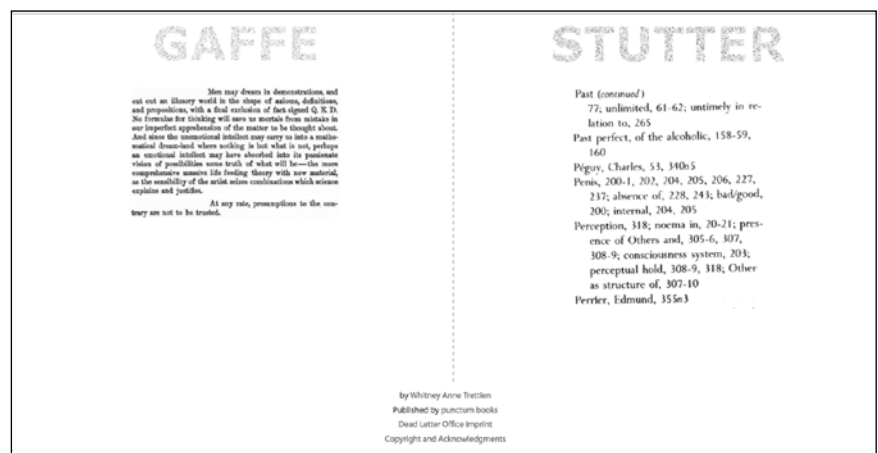 GAFFE
Men may dream in demonstrations, and
cut out an illusory world in the shape of axioms, definitions,
and propositions, with a final exclusion of fact signed Q. E. D.
No formulas for thinking will save us mortals from mistake in
our imperfect apprehension of the matter to be thought about.
And since the unemotional intellect may carry us into a mathe-
matical dream-land where nothing is but what is not, perhaps
an emotional intellect may have absorbed into its passionate
vision of possibilities some truth of what will be—the more
comprehensive massive life feeding theory with new material,
as the sensibility of the artist seizes combinations which science
explains and justifies.
At any rate, presumptions to the con-
trary are not to be trusted.
STUTTER
Past (continued)
77; unlimited, 61-62; untimely in re-
lation to, 265
Past perfect, of the alcoholic, 158-59,
160
Péguy, Charles, 53, 340n5
Penis, 200-1, 202, 204, 205, 206, 227,
237; absence of, 228, 243; bad/good,
200; internal, 204, 205
Perception, 318; noema in, 20-21; pres-
ence of Others and, 305-6, 307,
308-9; consciousness system, 203;
perceptual hold, 308-9, 318; Other
as structure of, 307-10
Perrier, Edmund, 355n3
by Whitney Anne Trettien
Published by punctum books
Dead Letter Office Imprint
Copyright and Acknowledgments